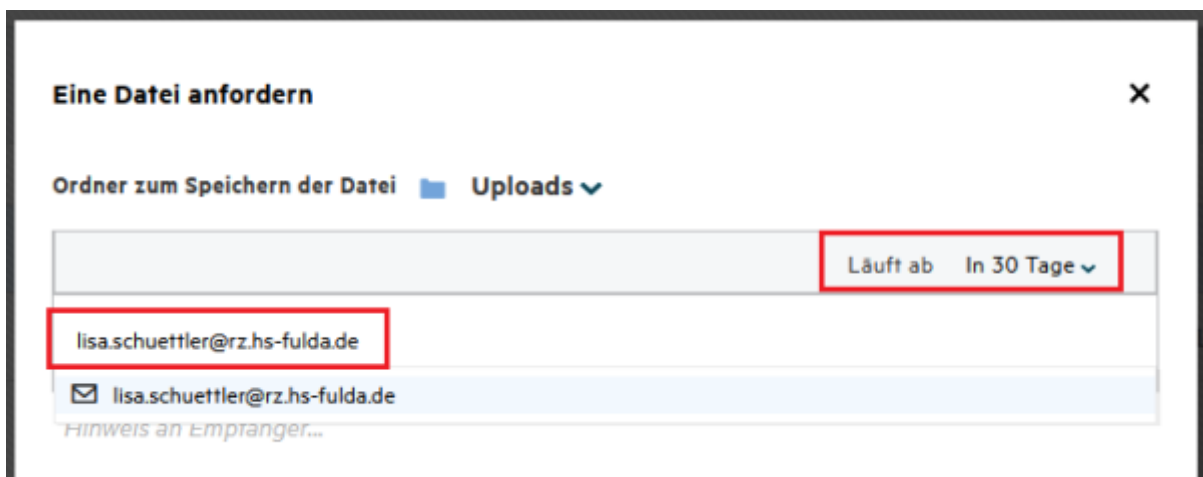 Eine Datei anfordern
Ordner zum Speichern der Datei Uploads
Läuft ab In 30 Tage
lisa.schuettler@rz.hs-fulda.de
lisa.schuettler@rz.hs-fulda.de
Hinweis an Empfänger...